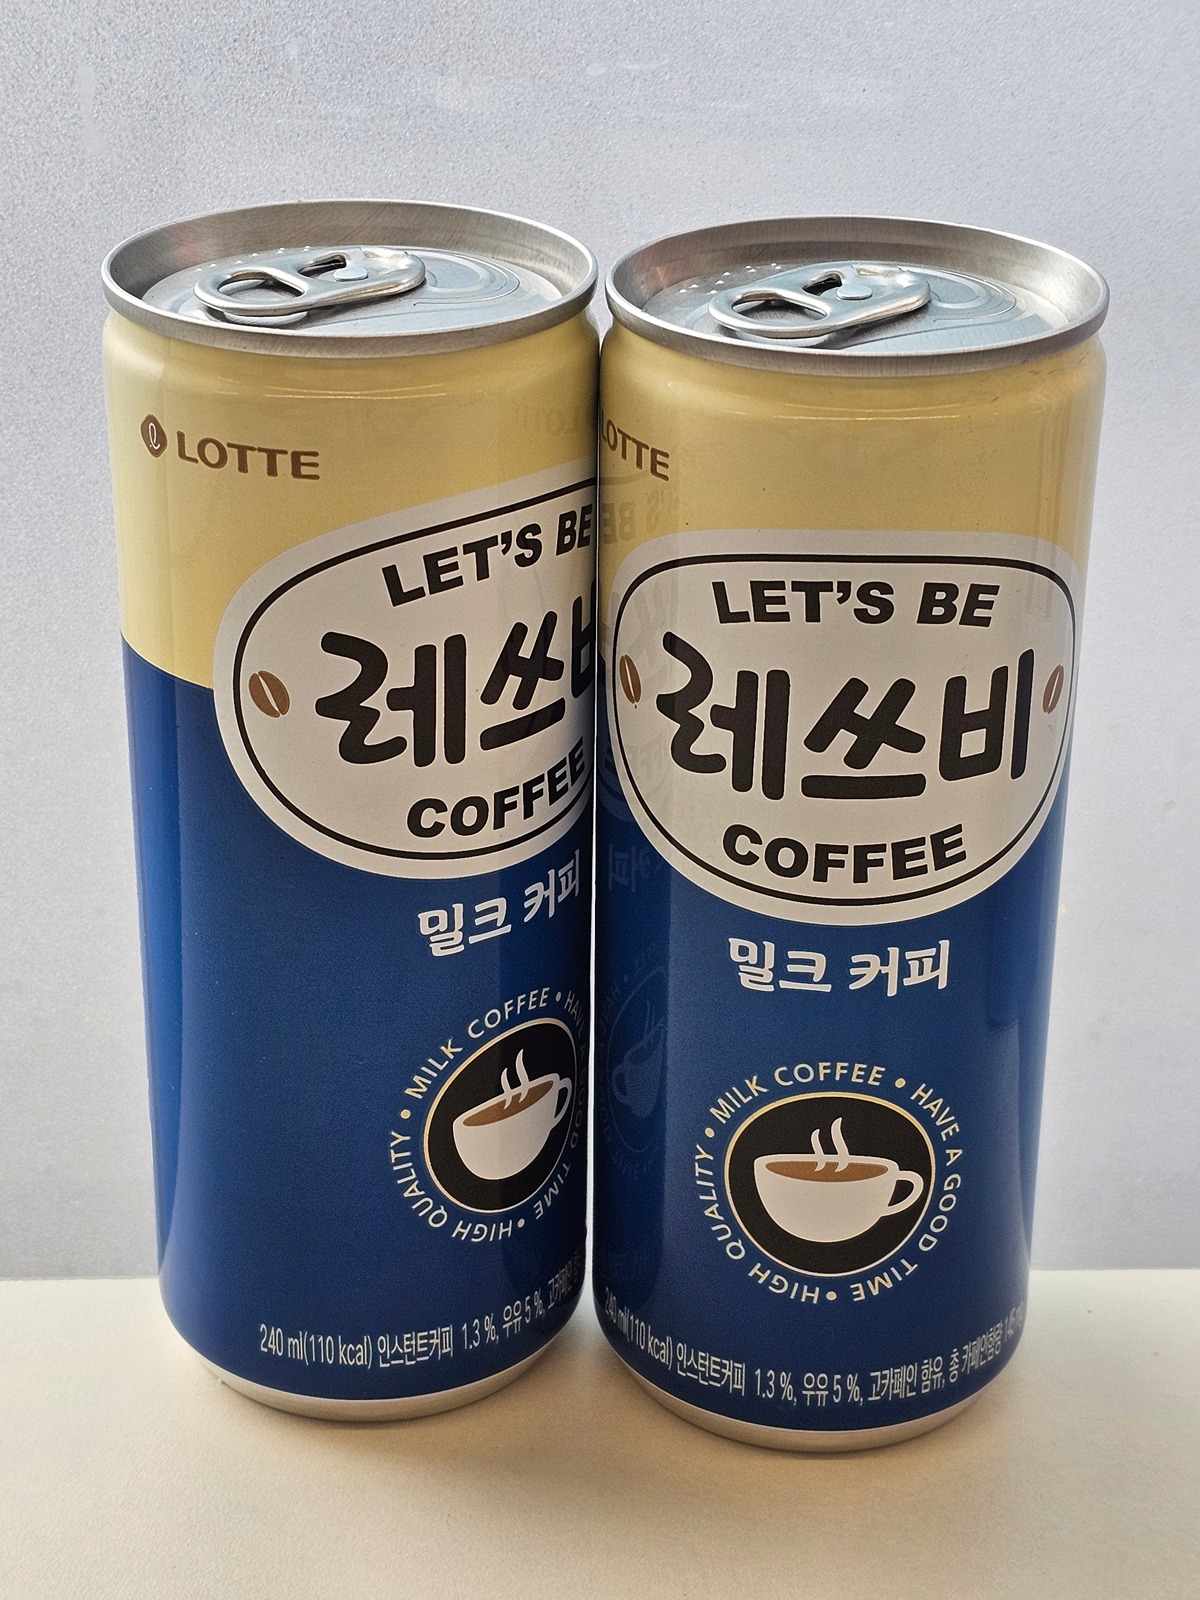 LOTTE
LET'S BE
레쓰비
COFFEE
밀크 커피
MILK COFFEE • HAVE A GOOD TIME • HIGH QUALITY •
240 ml(110 kcal) 인스턴트커피 1.3 %, 우유 5 %,
LOTTE
LET'S BE
레쓰비
COFFEE
밀크 커피
MILK COFFEE • HAVE A GOOD TIME • HIGH QUALITY •
240 ml(110 kcal) 인스턴트커피 1.3 %, 우유 5 %, 고카페인 함유, 총 카페인함량